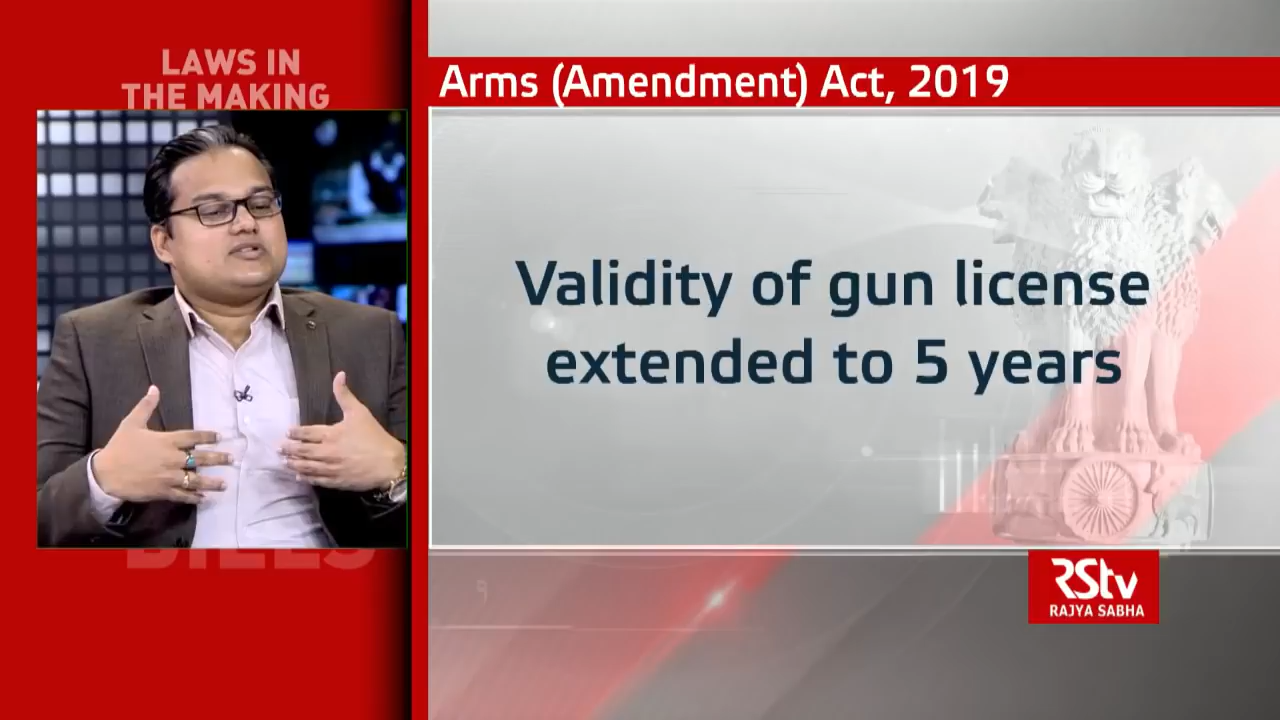 LAWS IN
THE MAKING
Arms (Amendment) Act, 2019
Validity of gun license
extended to 5 years
BILLS
RStv
RAJYA SABHA